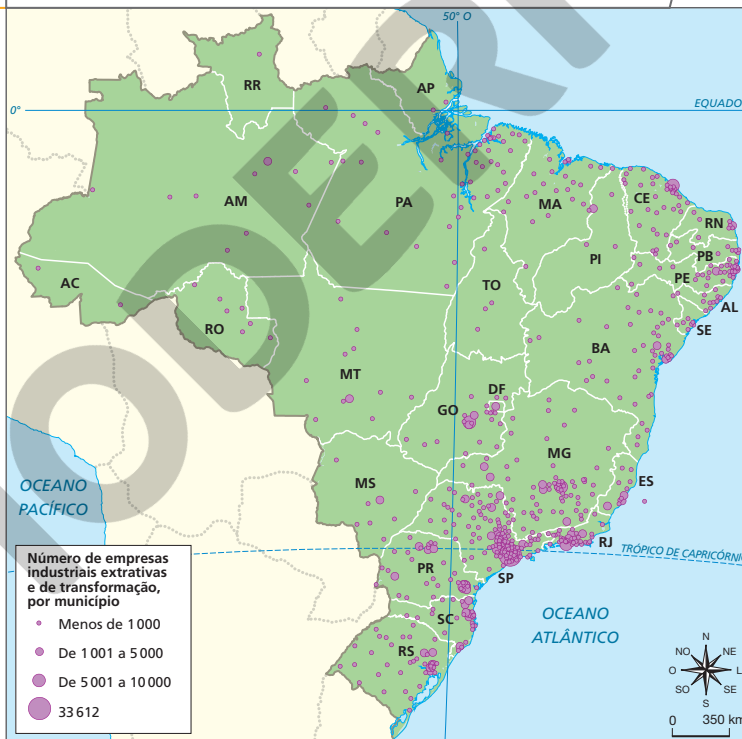 50° O
0°
EQUADO
RR
AP
AM
PA
MA
CE
RN
PB
PE
PI
AL
SE
AC
TO
RO
BA
MT
DF
GO
MG
ES
MS
RJ
TRÓPICO DE CAPRICÓRNIO
PR
SP
SC
RS
OCEANO
PACÍFICO
OCEANO
ATLÂNTICO
Número de empresas
industriais extrativas
e de transformação,
por município
Menos de 1 000
De 1 001 a 5 000
De 5 001 a 10 000
33 612
N
NO NE
O L
SO SE
S
0 350 km